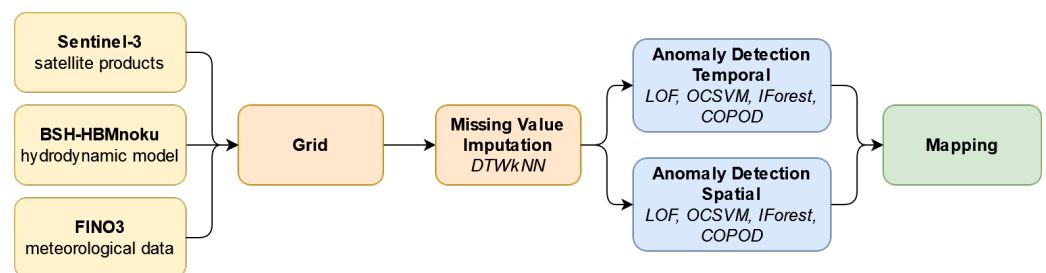 Sentinel-3
satellite products
BSH-HBMnoku
hydrodynamic model
FINO3
meteorological data
Grid
Missing Value
Imputation
DTWkNN
Anomaly Detection
Temporal
LOF, OCSVM, IForest,
COPOD
Anomaly Detection
Spatial
LOF, OCSVM, IForest,
COPOD
Mapping